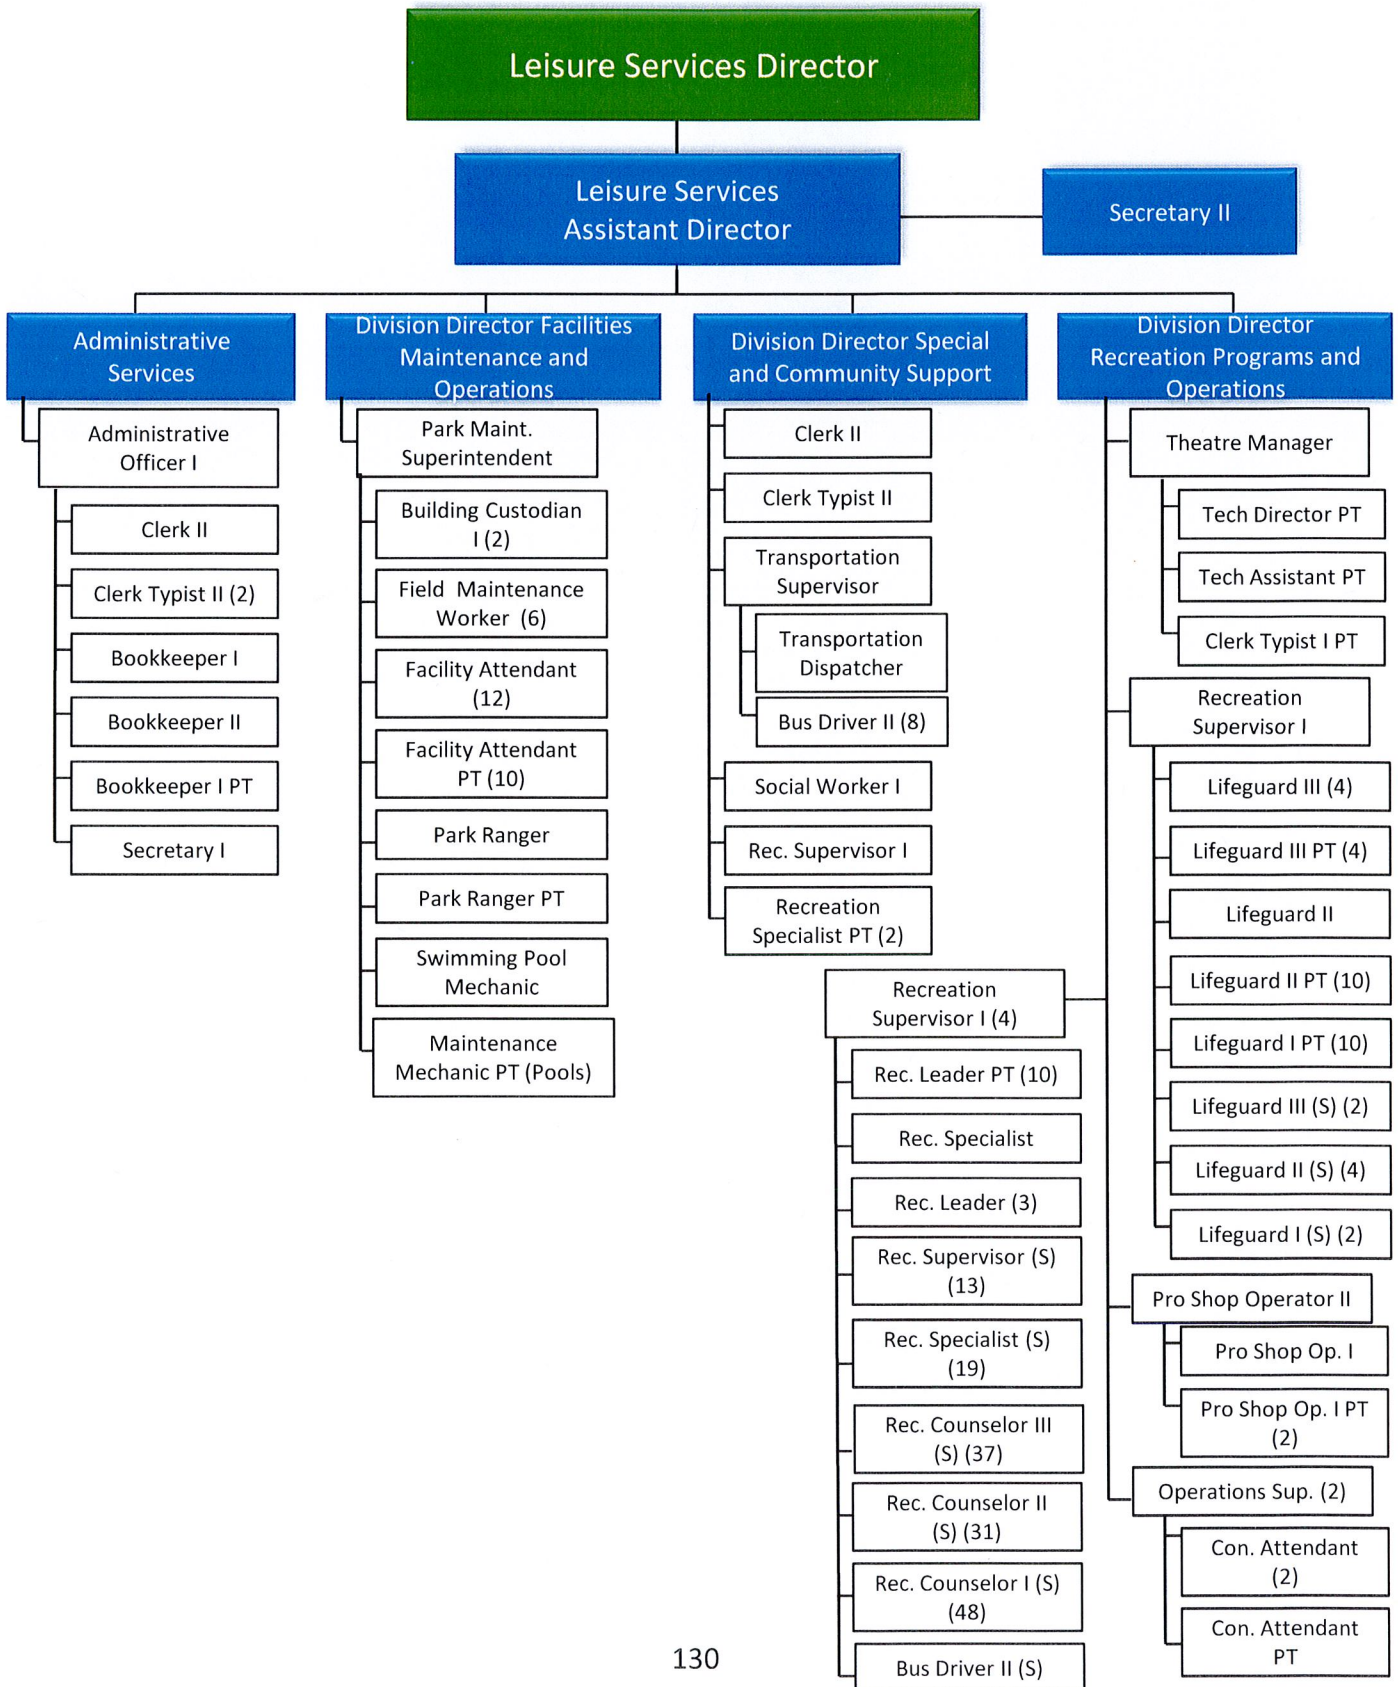 Leisure Services Director
Leisure Services
Assistant Director
Secretary II
Administrative
Services
Administrative
Officer I
Clerk II
Clerk Typist II (2)
Bookkeeper I
Bookkeeper II
Bookkeeper I PT
Secretary I
Division Director Facilities
Maintenance and
Operations
Park Maint.
Superintendent
Building Custodian
I (2)
Field  Maintenance
Worker  (6)
Facility Attendant
(12)
Facility Attendant
PT (10)
Park Ranger
Park Ranger PT
Swimming Pool
Mechanic
Maintenance
Mechanic PT (Pools)
Division Director Special
and Community Support
Clerk II
Clerk Typist II
Transportation
Supervisor
Transportation
Dispatcher
Bus Driver II (8)
Social Worker I
Rec. Supervisor I
Recreation
Specialist PT (2)
Division Director
Recreation Programs and
Operations
Theatre Manager
Tech Director PT
Tech Assistant PT
Clerk Typist I PT
Recreation
Supervisor I
Lifeguard III (4)
Lifeguard III PT (4)
Lifeguard II
Lifeguard II PT (10)
Lifeguard I PT (10)
Lifeguard III (S) (2)
Lifeguard II (S) (4)
Lifeguard I (S) (2)
Recreation
Supervisor I (4)
Rec. Leader PT (10)
Rec. Specialist
Rec. Leader (3)
Rec. Supervisor (S)
(13)
Rec. Specialist (S)
(19)
Rec. Counselor III
(S) (37)
Rec. Counselor II
(S) (31)
Rec. Counselor I (S)
(48)
Bus Driver II (S)
Pro Shop Operator II
Pro Shop Op. I
Pro Shop Op. I PT
(2)
Operations Sup. (2)
Con. Attendant
(2)
Con. Attendant
PT
130